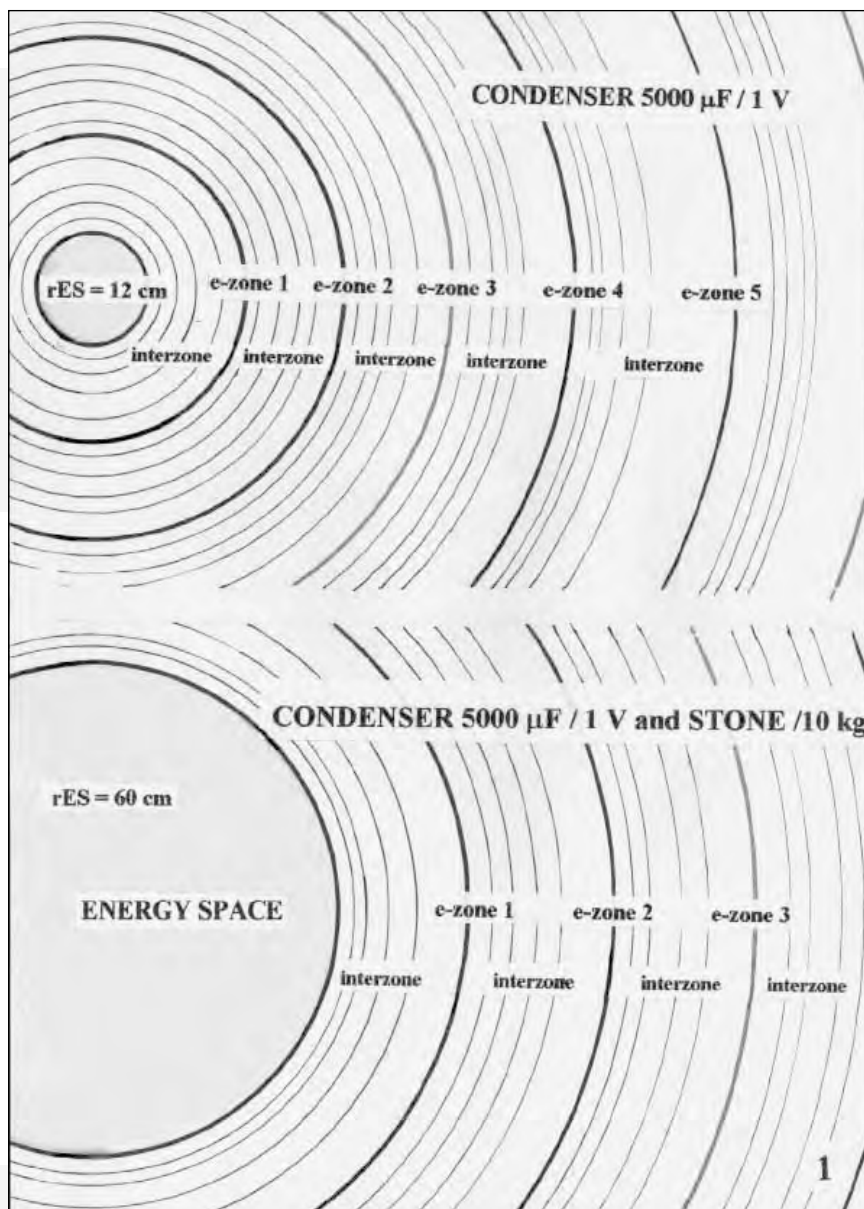 CONDENSER 5000 μF / 1 V
rES = 12 cm
e-zone 1
e-zone 2
e-zone 3
e-zone 4
e-zone 5
interzone
interzone
interzone
interzone
interzone
CONDENSER 5000 μF / 1 V and STONE /10 kg
rES = 60 cm
ENERGY SPACE
e-zone 1
e-zone 2
e-zone 3
interzone
interzone
interzone
interzone
1